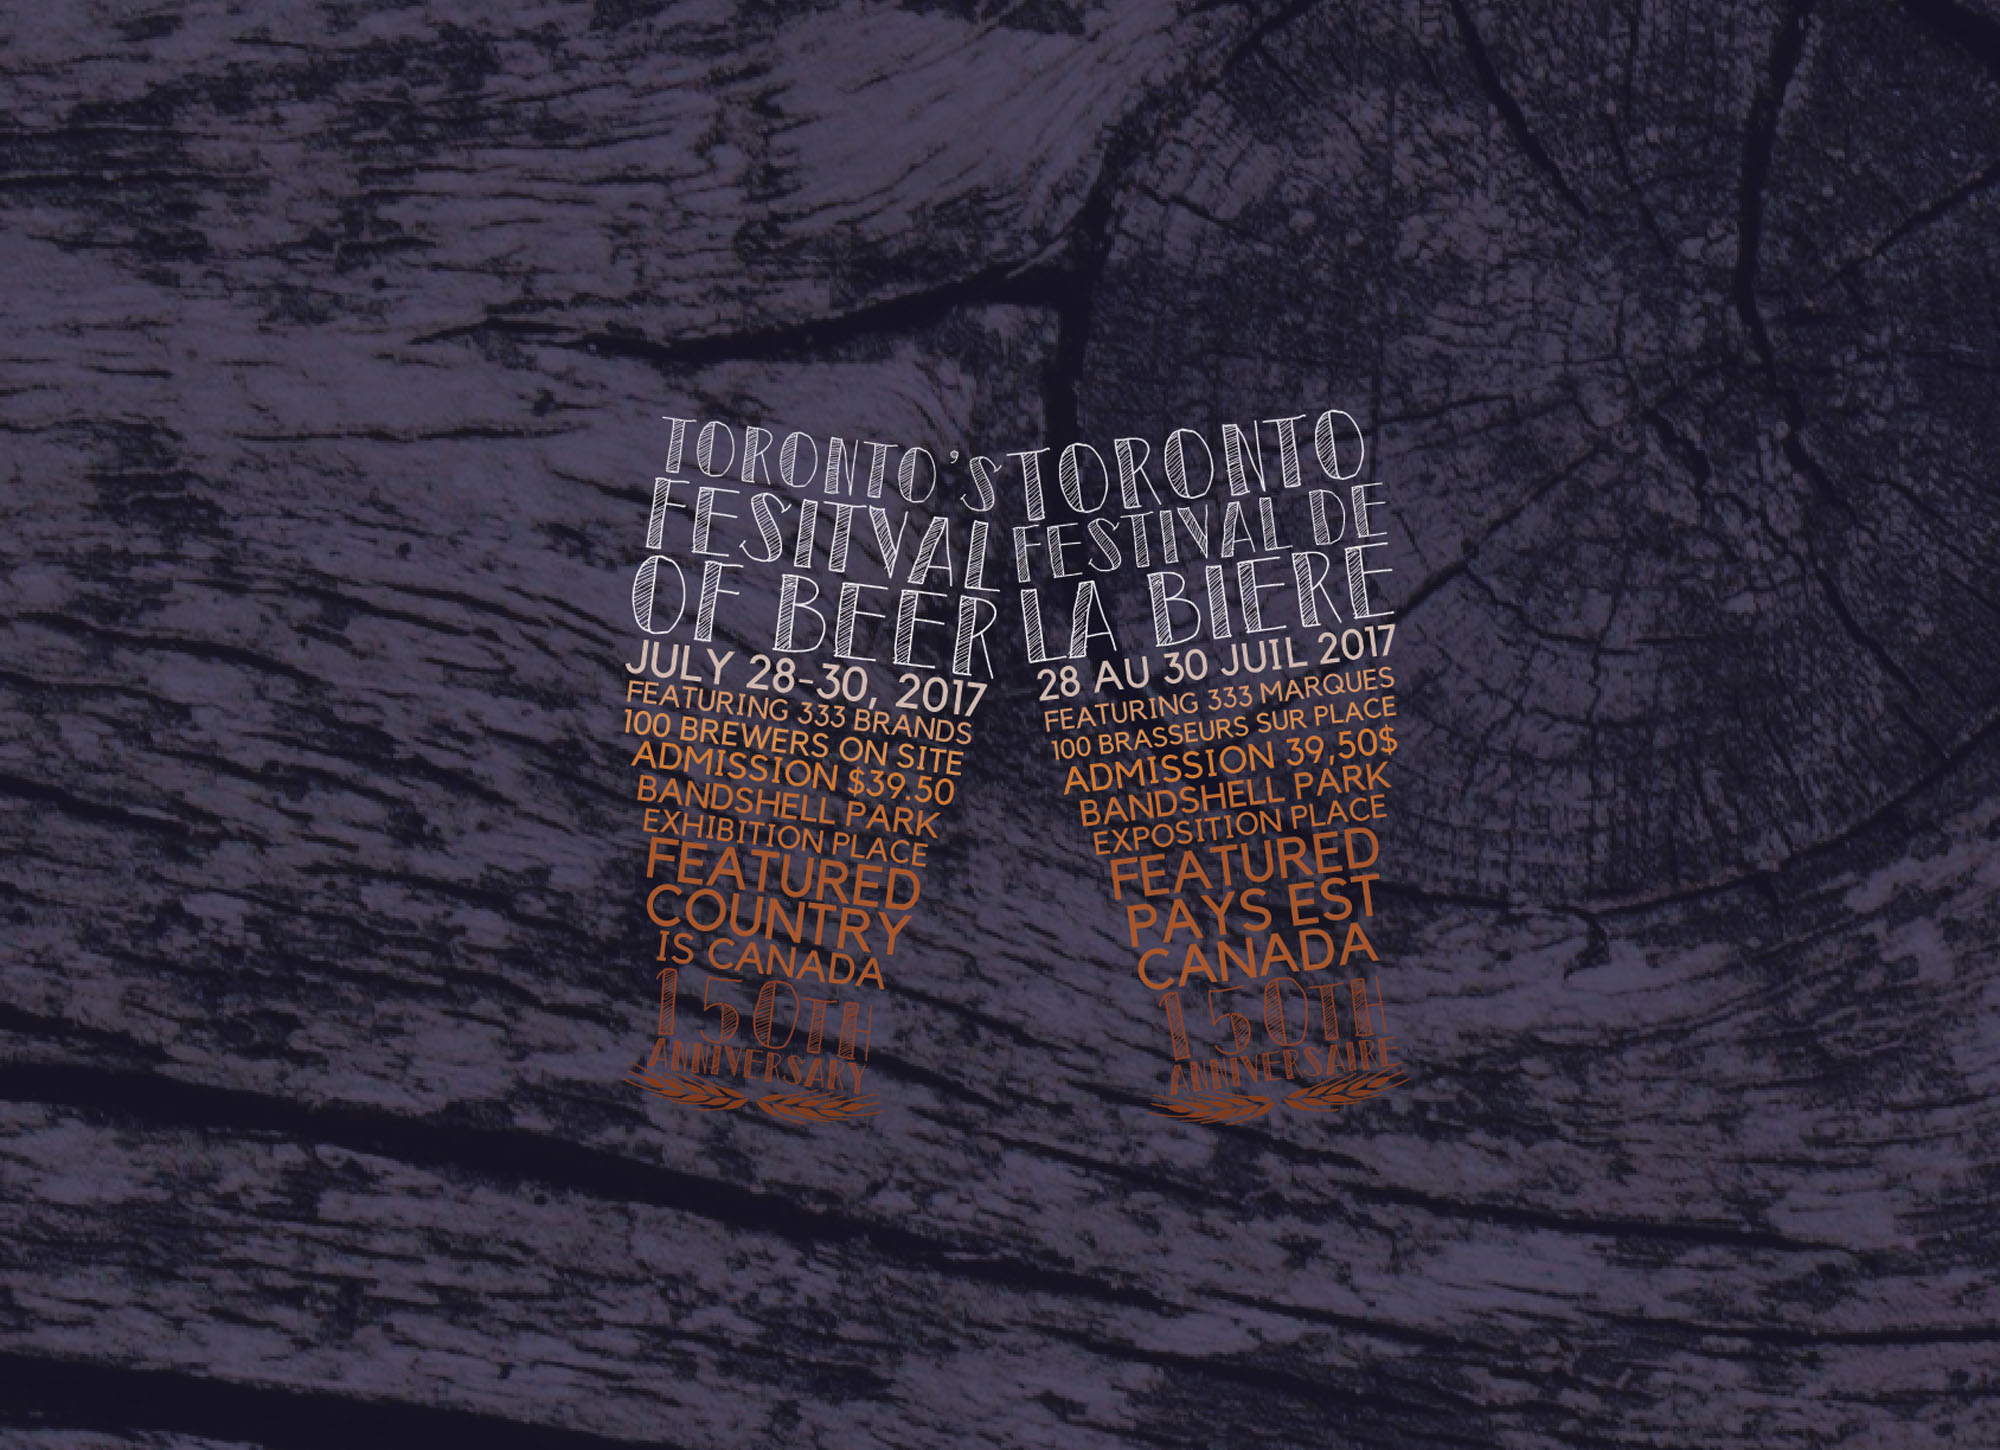 TORONTO'S
FESITVAL
OF BEER
JULY 28-30, 2017
FEATURING 333 BRANDS
100 BREWERS ON SITE
ADMISSION $39.50
BANDSHELL PARK
EXHIBITION PLACE
FEATURED
COUNTRY
IS CANADA
150TH
ANNIVERSARY
TORONTO
FESTIVAL DE
LA BIERE
28 AU 30 JUIL 2017
FEATURING 333 MARQUES
100 BRASSEURS SUR PLACE
ADMISSION 39,50$
BANDSHELL PARK
EXPOSITION PLACE
FEATURED
PAYS EST
CANADA
150TH
ANNIVERSAIRE